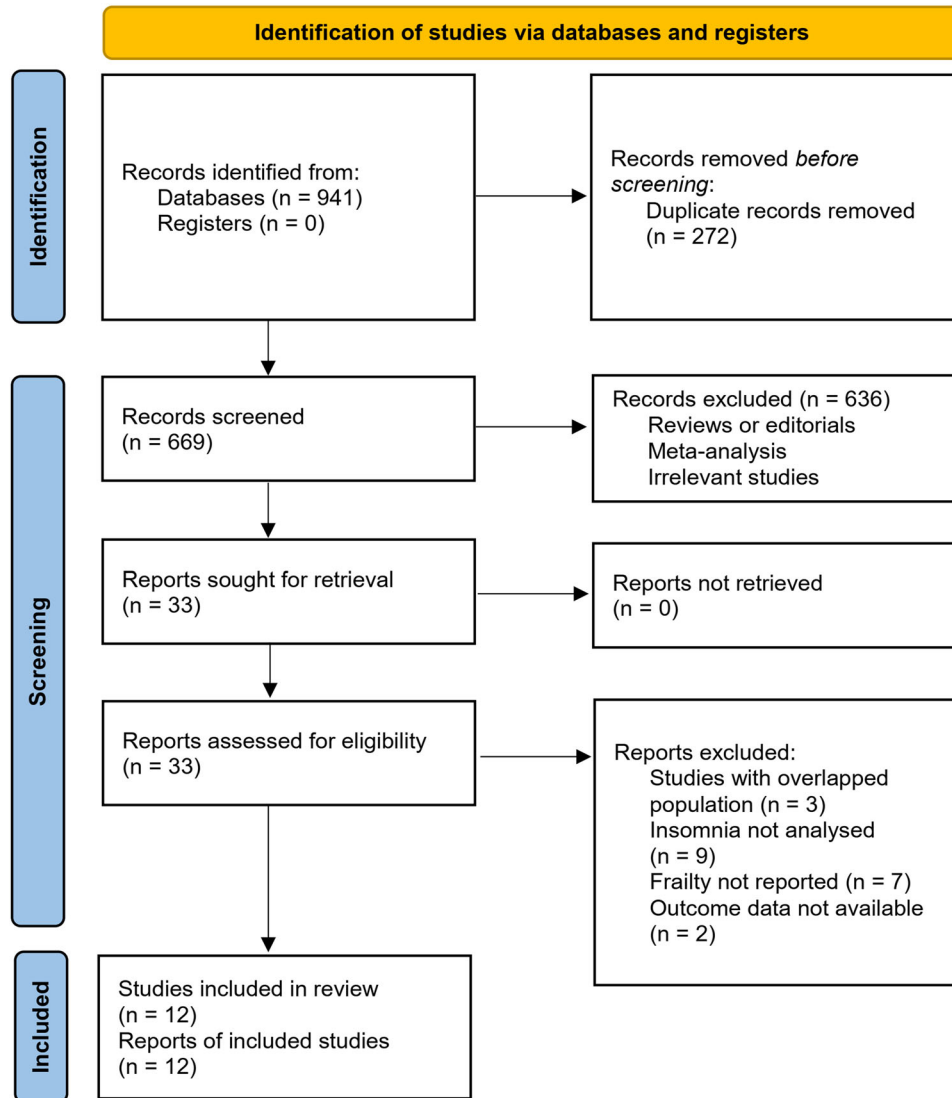 Identification of studies via databases and registers
Identification
Records identified from:
Databases (n = 941)
Registers (n = 0)
Records removed before
screening:
Duplicate records removed
(n = 272)
Screening
Records screened
(n = 669)
Records excluded (n = 636)
Reviews or editorials
Meta-analysis
Irrelevant studies
Reports sought for retrieval
(n = 33)
Reports not retrieved
(n = 0)
Reports assessed for eligibility
(n = 33)
Reports excluded:
Studies with overlapped
population (n = 3)
Insomnia not analysed
(n = 9)
Frailty not reported (n = 7)
Outcome data not available
(n = 2)
Included
Studies included in review
(n = 12)
Reports of included studies
(n = 12)